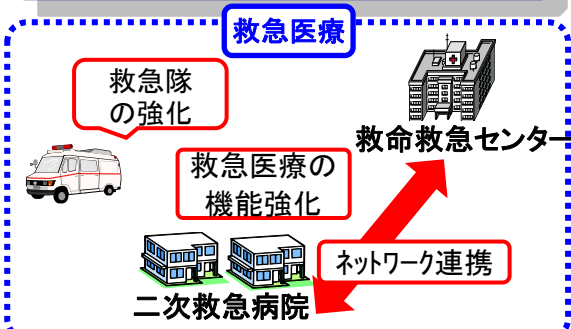 救急医療
救急隊
の強化
救命救急センター
救急医療の
機能強化
ネットワーク連携
二次救急病院